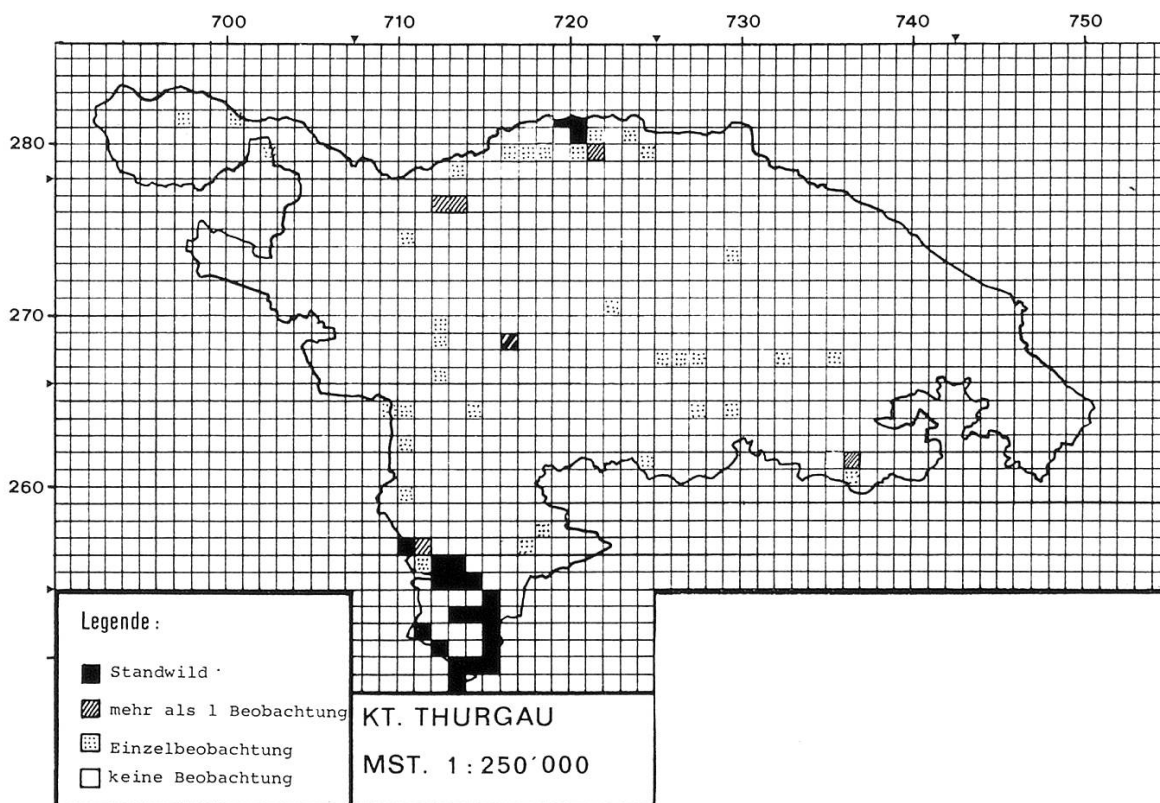 700 710 720 730 740 750
280
270
260
Legende :
Standwild
mehr als 1 Beobachtung
Einzelbeobachtung
keine Beobachtung
KT. THURGAU
MST. 1 : 250'000